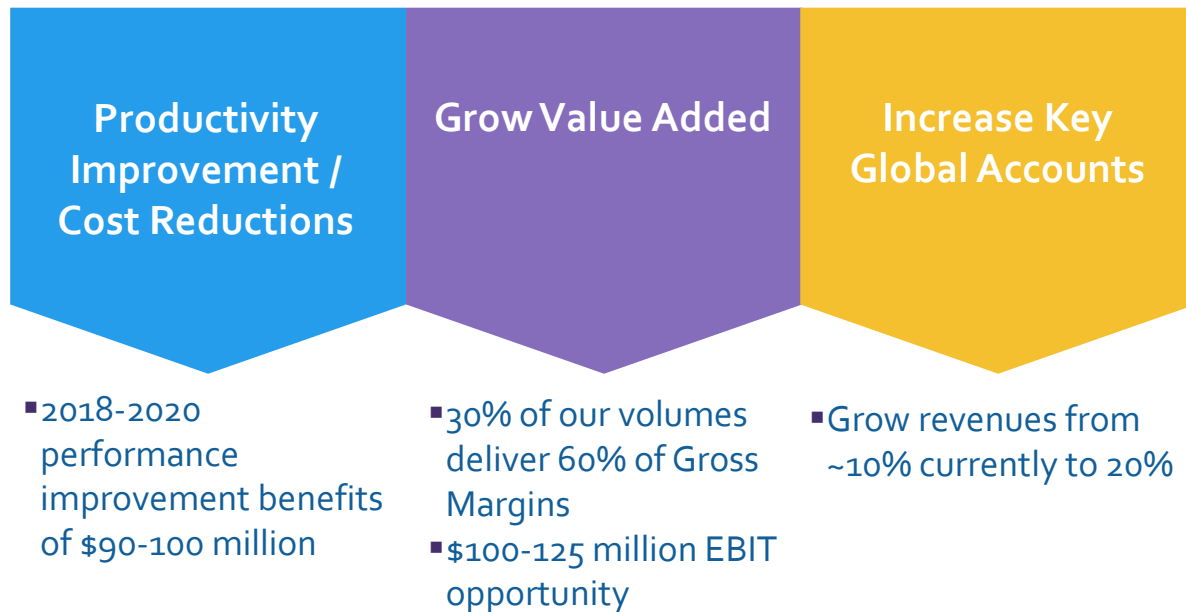 Productivity
Improvement /
Cost Reductions
Grow Value Added
Increase Key
Global Accounts
▪2018-2020
performance
improvement benefits
of $90-100 million
▪30% of our volumes
deliver 60% of Gross
Margins
▪$100-125 million EBIT
opportunity
▪Grow revenues from
~10% currently to 20%